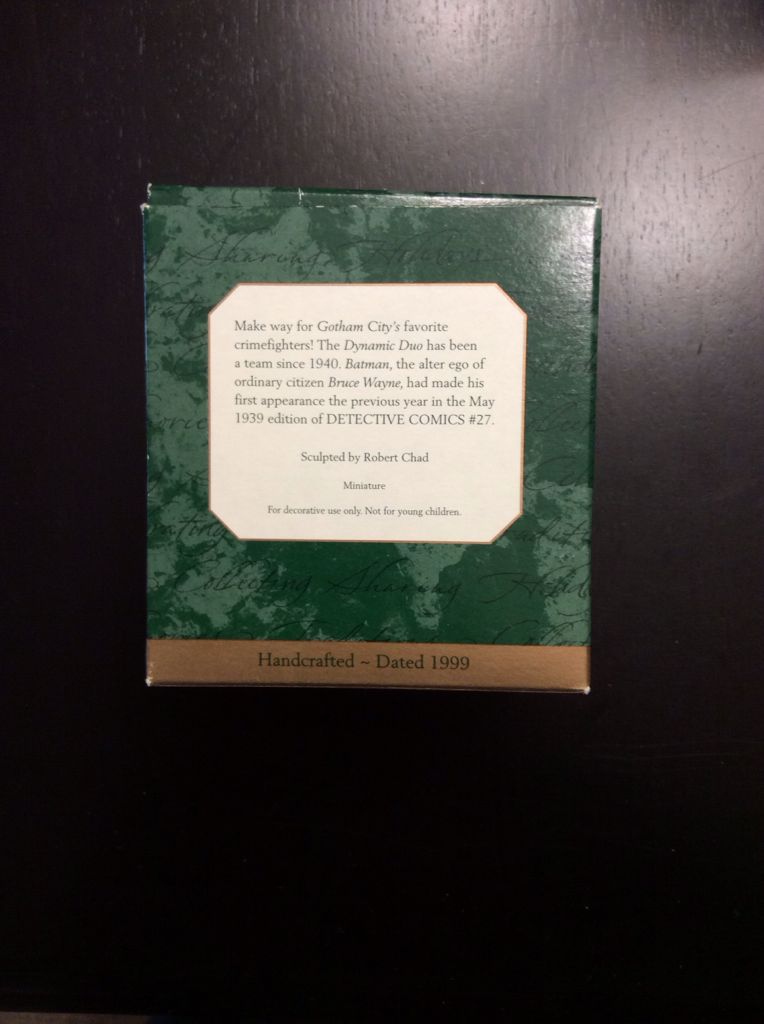 Sharing
Make way for Gotham City's favorite
crimefighters! The Dynamic Duo has been
a team since 1940. Batman, the alter ego of
ordinary citizen Bruce Wayne, had made his
first appearance the previous year in the May
1939 edition of DETECTIVE COMICS #27.
Sculpted by Robert Chad
Miniature
For decorative use only. Not for young children.
Collecting Sharing
Handcrafted ~ Dated 1999